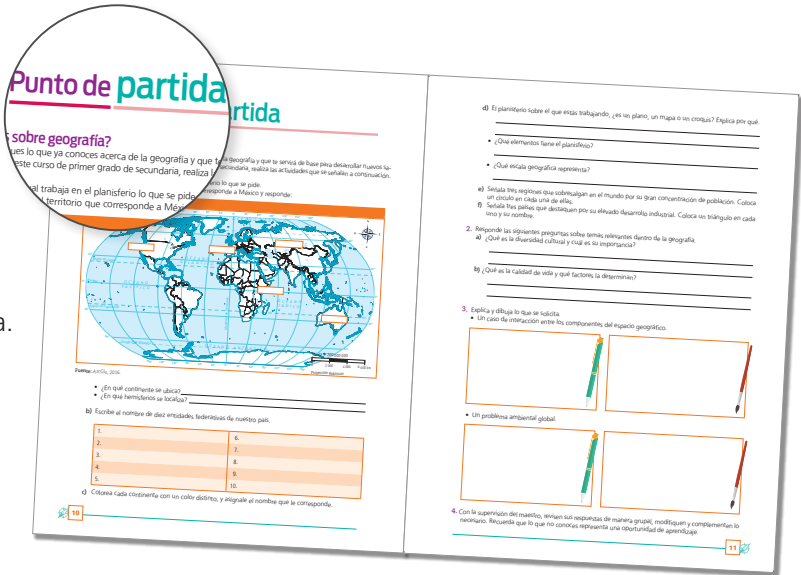 Punto de partida
s sobre geografía?
ues lo que ya conoces acerca de la geografía y que te
este curso de primer grado de secundaria, realiza l
al trabaja en el planisferio lo que se pide
l territorio que corresponde a Méxi
rtida
a geografía y que te servirá de base para desarrollar nuevos sa-
secundaria, realiza las actividades que se señalan a continuación.
ferio lo que se pide.
rresponde a México y responde:
Fuente:
• ¿En qué continente se ubica?
• ¿En qué hemisferios se localiza?
b) Escribe el nombre de diez entidades federativas de nuestro país.
1.
2.
3.
4.
5.
6.
7.
8.
9.
10.
c) Colorea cada continente con un color distinto, y asígnale el nombre que le corresponde.
10
a.
d) El planisferio sobre el que estás trabajando, ¿es un plano, un mapa o un croquis? Explica por qué.
• ¿Qué elementos tiene el planisferio?
• ¿Qué escala geográfica representa?
e) Señala tres regiones que sobresalgan en el mundo por su gran concentración de población. Coloca
un círculo en cada una de ellas.
f) Señala tres países que destaquen por su elevado desarrollo industrial. Coloca un triángulo en cada
uno y su nombre.
2. Responde las siguientes preguntas sobre temas relevantes dentro de la geografía.
a) ¿Qué es la diversidad cultural y cuál es su importancia?
b) ¿Qué es la calidad de vida y qué factores la determinan?
3. Explica y dibuja lo que se solicita.
• Un caso de interacción entre los componentes del espacio geográfico.
• Un problema ambiental global.
4. Con la supervisión del maestro, revisen sus respuestas de manera grupal, modifiquen y complementen lo
necesario. Recuerda que lo que no conoces representa una oportunidad de aprendizaje.
11